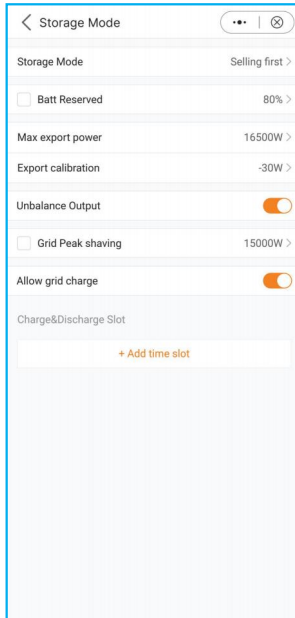 Storage Mode
Storage Mode Selling first
Batt Reserved 80%
Max export power 16500W
Export calibration -30W
Unbalance Output
Grid Peak shaving 15000W
Allow grid charge
Charge&Discharge Slot
+ Add time slot